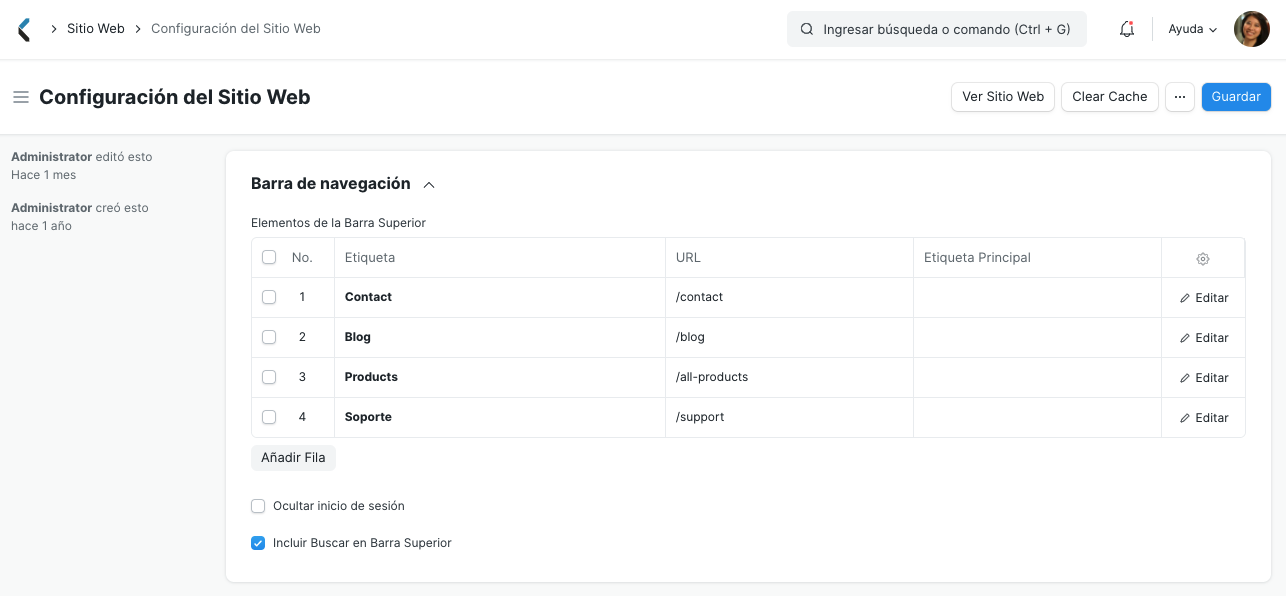 Sitio Web
Configuración del Sitio Web
Ingresar búsqueda o comando (Ctrl + G)
Ayuda
Configuración del Sitio Web
Ver Sitio Web
Clear Cache
Guardar
Administrator editó esto
Hace 1 mes
Administrator creó esto
hace 1 año
Barra de navegación
Elementos de la Barra Superior
No. Etiqueta URL Etiqueta Principal
1 Contact /contact Editar
2 Blog /blog Editar
3 Products /all-products Editar
4 Soporte /support Editar
Añadir Fila
Ocultar inicio de sesión
Incluir Buscar en Barra Superior